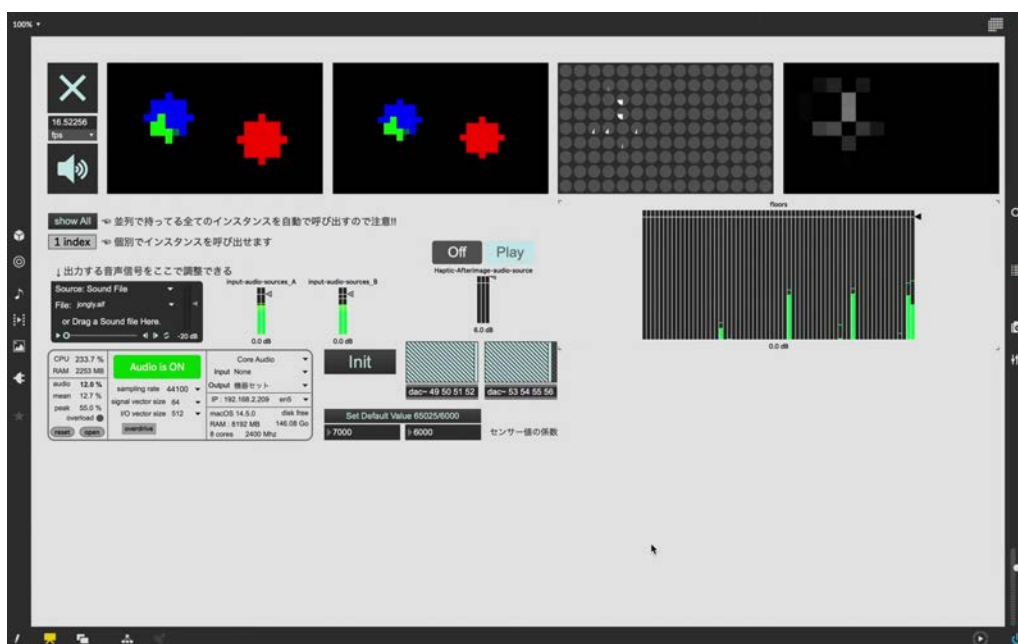 100%
16.52256
fps
floors
show All ☜ 並列で持ってる全てのインスタンスを自動で呼び出すので注意!!
1 index ☜ 個別でインスタンスを呼び出せます
Off Play
↓出力する音声信号をここで調整できる
Haptic-AfterImage-audio-source
input-audio-sources_A input-audio-sources_B
Source: Sound File
File: jongly.aif
or Drag a Sound file Here.
-20 dB
0.0 dB 0.0 dB 6.0 dB 0.0 dB
CPU 233.7 %
RAM 2253 MB
audio 12.0 %
mean 12.7 %
peak 55.0 %
overload
reset open
Audio is ON
sampling rate 44100
signal vector size 64
I/O vector size 512
overdrive
Core Audio
Input None
Output 機器セット
IP : 192.168.2.209 en5
macOS 14.5.0 disk free
RAM : 8192 MB 146.08 Go
8 cores 2400 Mhz
Init
dac~ 49 50 51 52 dac~ 53 54 55 56
Set Default Value 65025/6000
7000 6000 センサー値の係数